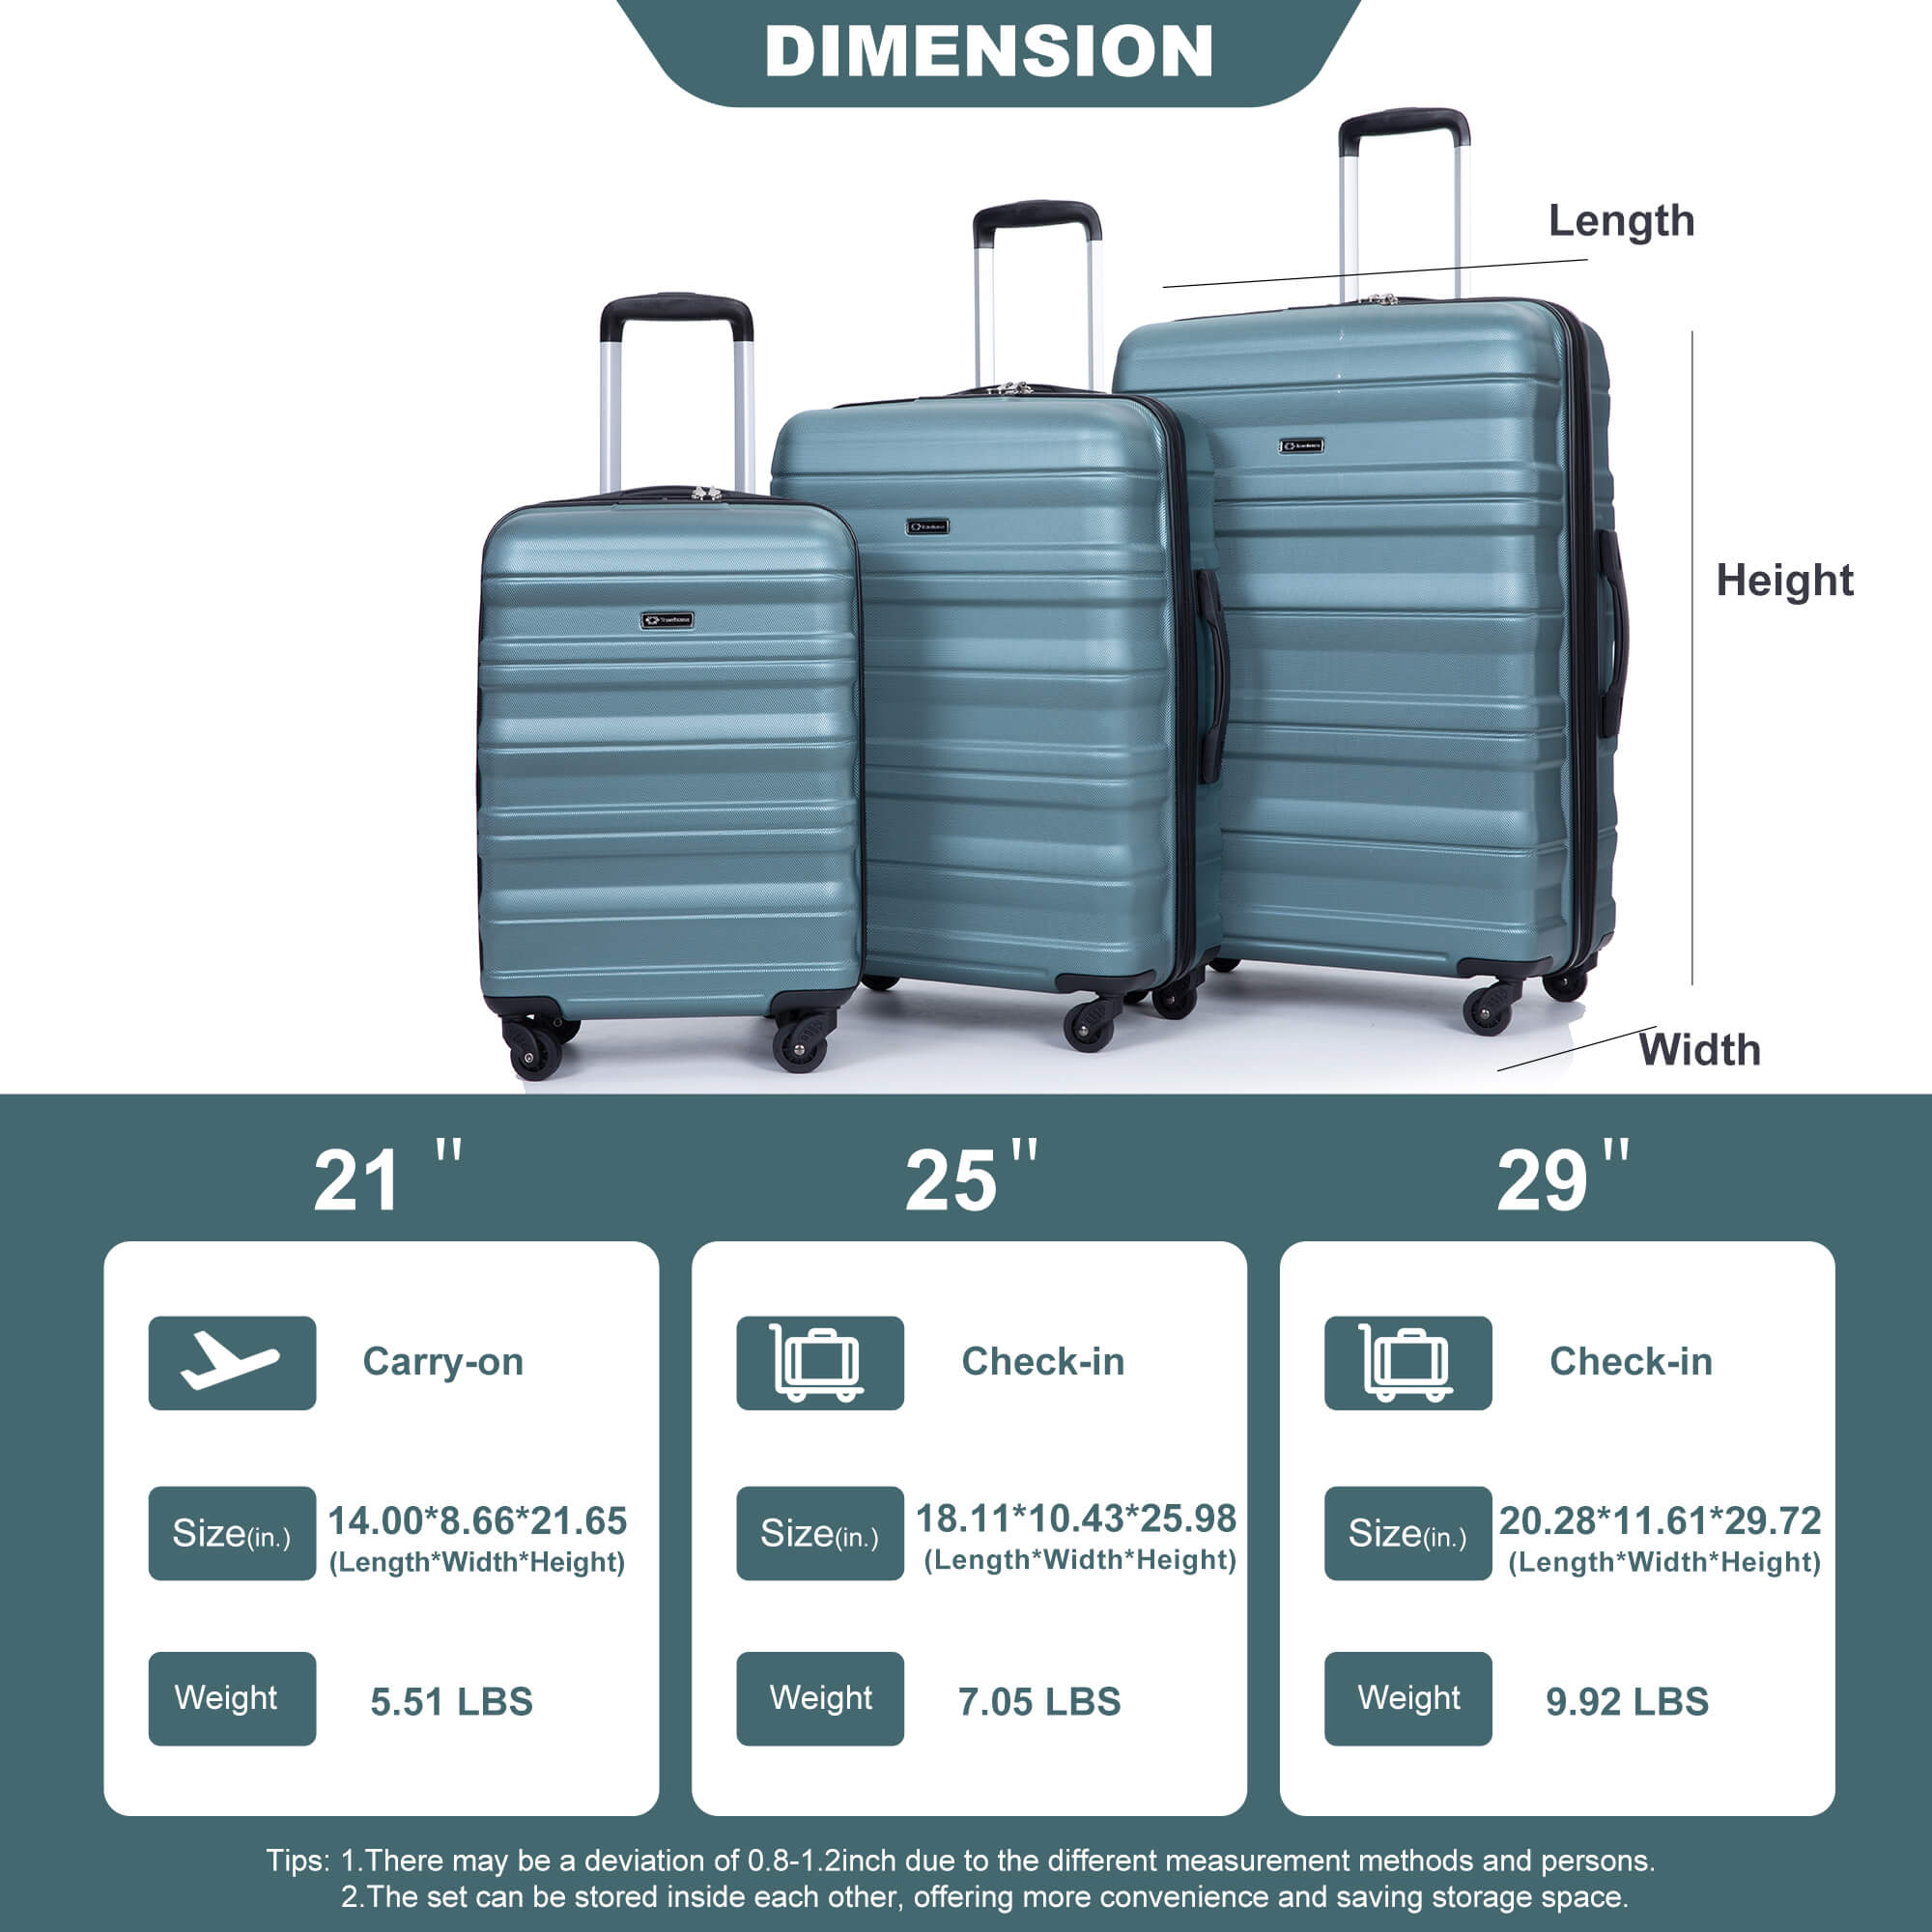 DIMENSION
Length
Height
Width
Travelhouse
21"
25"
29"
Carry-on
Size(in.)
14.00*8.66*21.65
(Length*Width*Height)
Weight
5.51 LBS
Check-in
Size(in.)
18.11*10.43*25.98
(Length*Width*Height)
Weight
7.05 LBS
Check-in
Size(in.)
20.28*11.61*29.72
(Length*Width*Height)
Weight
9.92 LBS
Tips: 1.There may be a deviation of 0.8-1.2inch due to the different measurement methods and persons.
2.The set can be stored inside each other, offering more convenience and saving storage space.